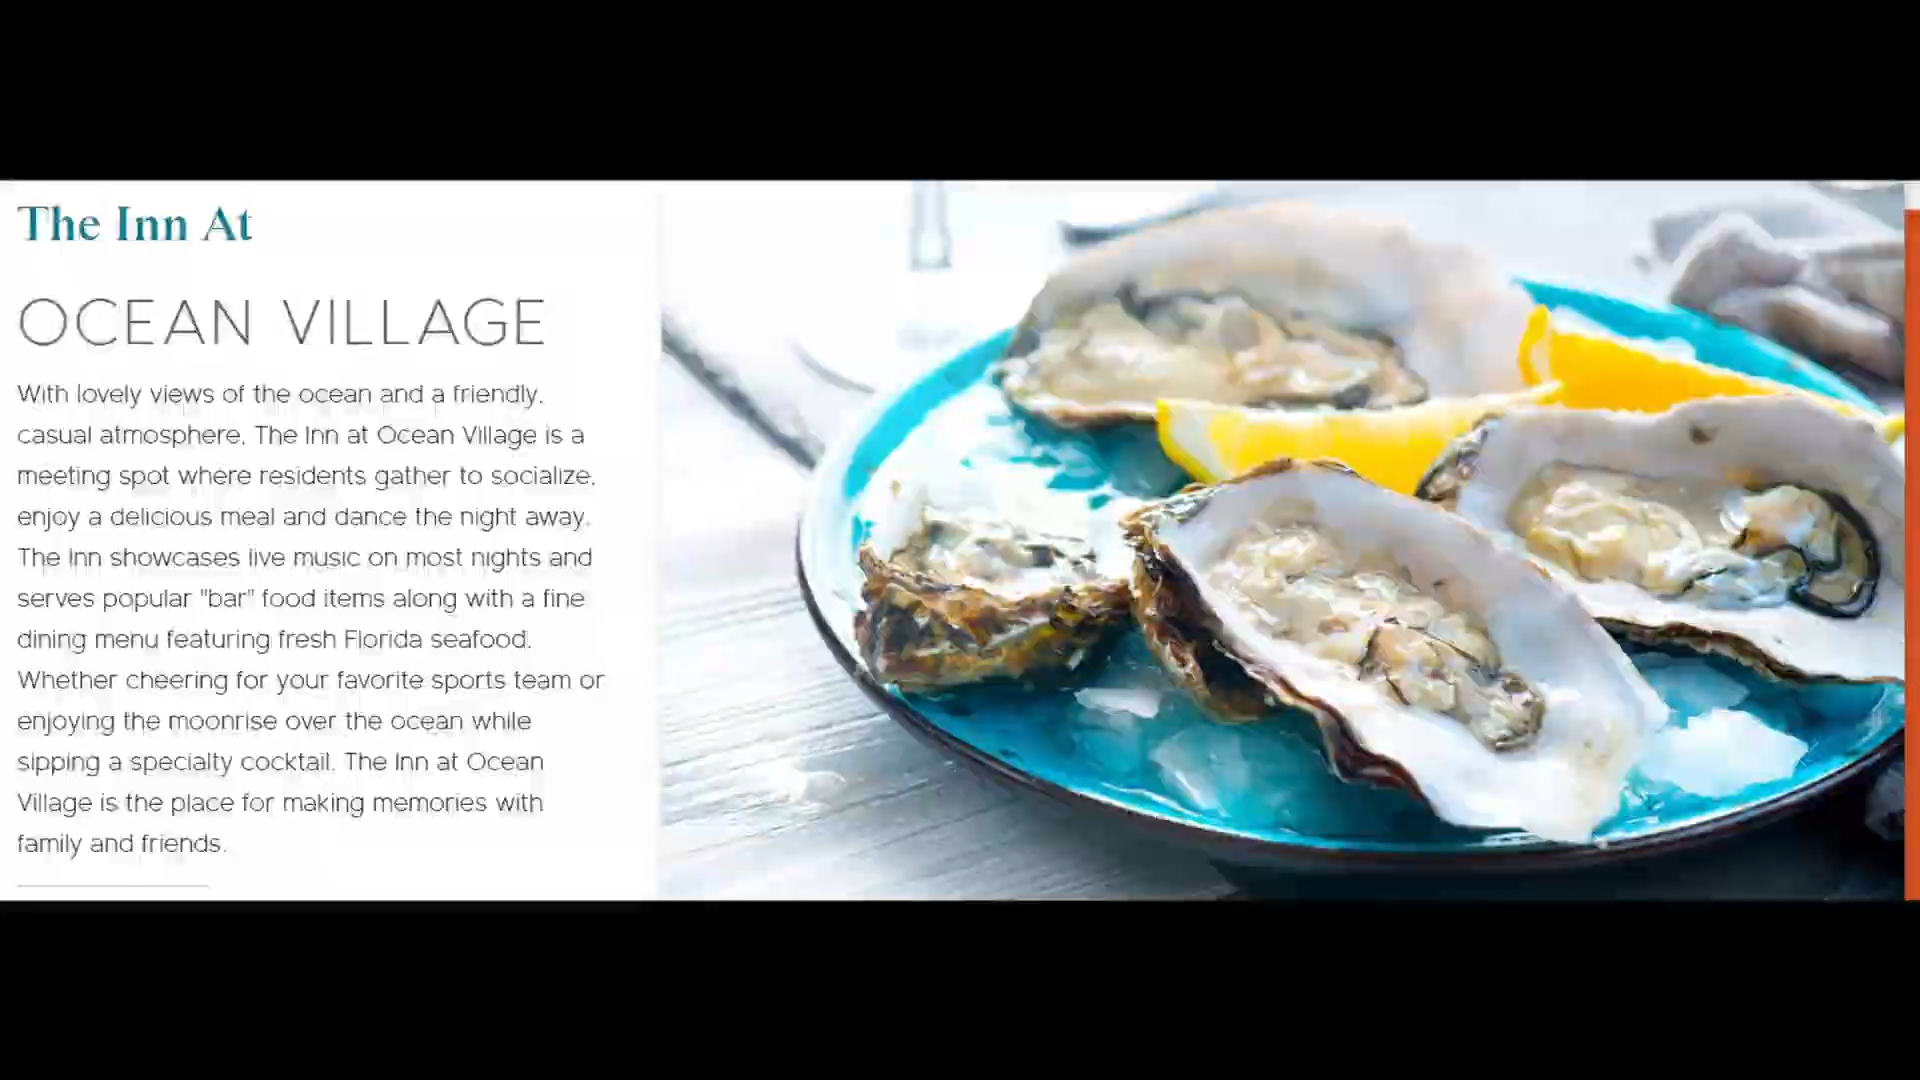 The Inn At
OCEAN VILLAGE
With lovely views of the ocean and a friendly,
casual atmosphere, The Inn at Ocean Village is a
meeting spot where residents gather to socialize,
enjoy a delicious meal and dance the night away.
The Inn showcases live music on most nights and
serves popular "bar" food items along with a fine
dining menu featuring fresh Florida seafood.
Whether cheering for your favorite sports team or
enjoying the moonrise over the ocean while
sipping a specialty cocktail. The Inn at Ocean
Village is the place for making memories with
family and friends.